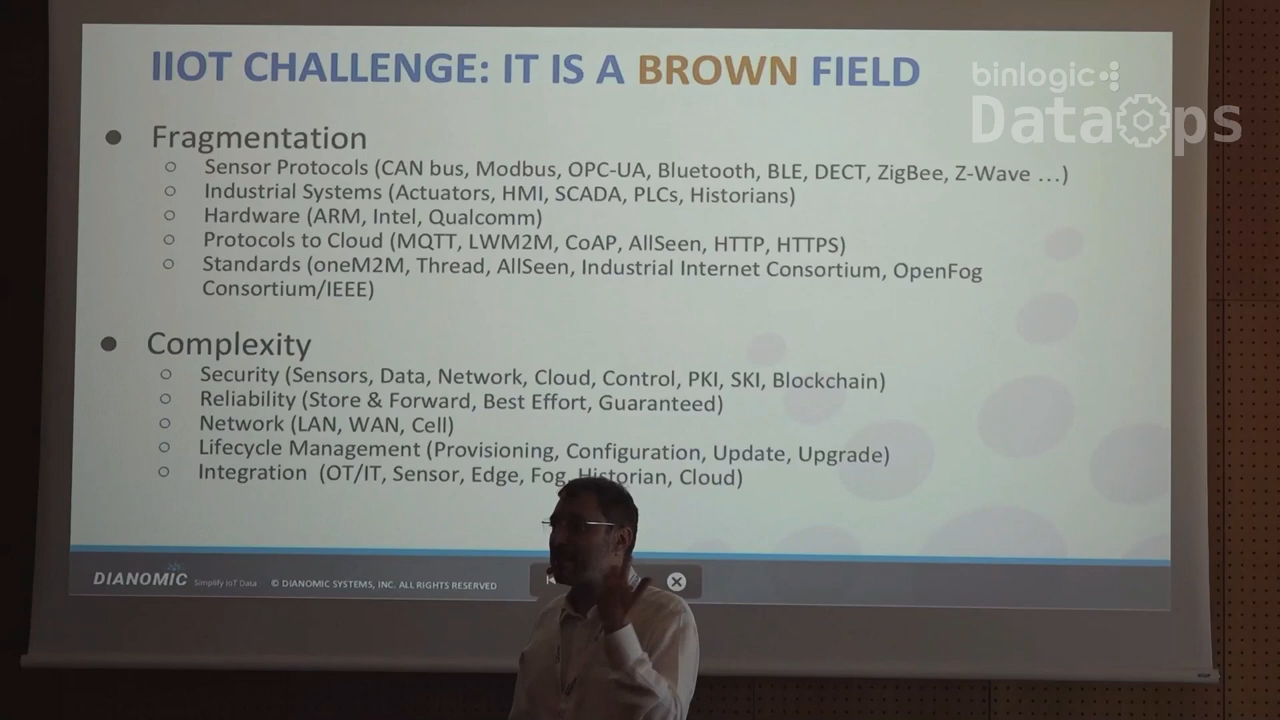 IIOT CHALLENGE: IT IS A BROWN FIELD
binlogic
DataOps
● Fragmentation
○ Sensor Protocols (CAN bus, Modbus, OPC-UA, Bluetooth, BLE, DECT, ZigBee, Z-Wave ...)
○ Industrial Systems (Actuators, HMI, SCADA, PLCs, Historians)
○ Hardware (ARM, Intel, Qualcomm)
○ Protocols to Cloud (MQTT, LWM2M, CoAP, AllSeen, HTTP, HTTPS)
○ Standards (oneM2M, Thread, AllSeen, Industrial Internet Consortium, OpenFog
Consortium/IEEE)
● Complexity
○ Security (Sensors, Data, Network, Cloud, Control, PKI, SKI, Blockchain)
○ Reliability (Store & Forward, Best Effort, Guaranteed)
○ Network (LAN, WAN, Cell)
○ Lifecycle Management (Provisioning, Configuration, Update, Upgrade)
○ Integration (OT/IT, Sensor, Edge, Fog, Historian, Cloud)
DIANOMIC Simplify IoT Data © DIANOMIC SYSTEMS, INC. ALL RIGHTS RESERVED